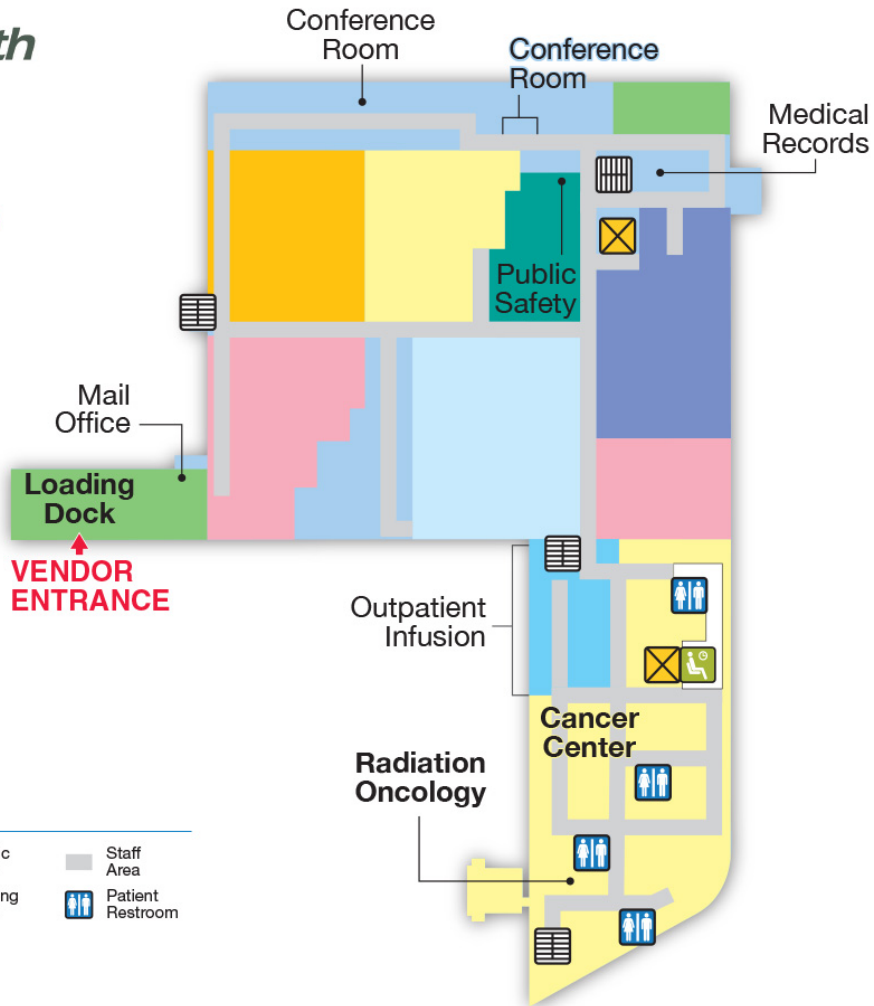 th
Conference
Room
Conference
Room
Medical
Records
Public
Safety
Mail
Office
Loading
Dock
VENDOR
ENTRANCE
Outpatient
Infusion
Cancer
Center
Radiation
Oncology
c
Staff
Area
ng
Patient
Restroom